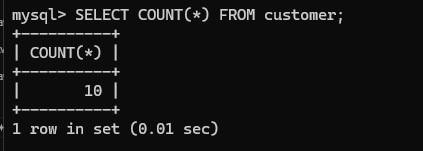 mysql> SELECT COUNT(*) FROM customer;
+----------+
| COUNT(*) |
+----------+
|       10 |
+----------+
1 row in set (0.01 sec)